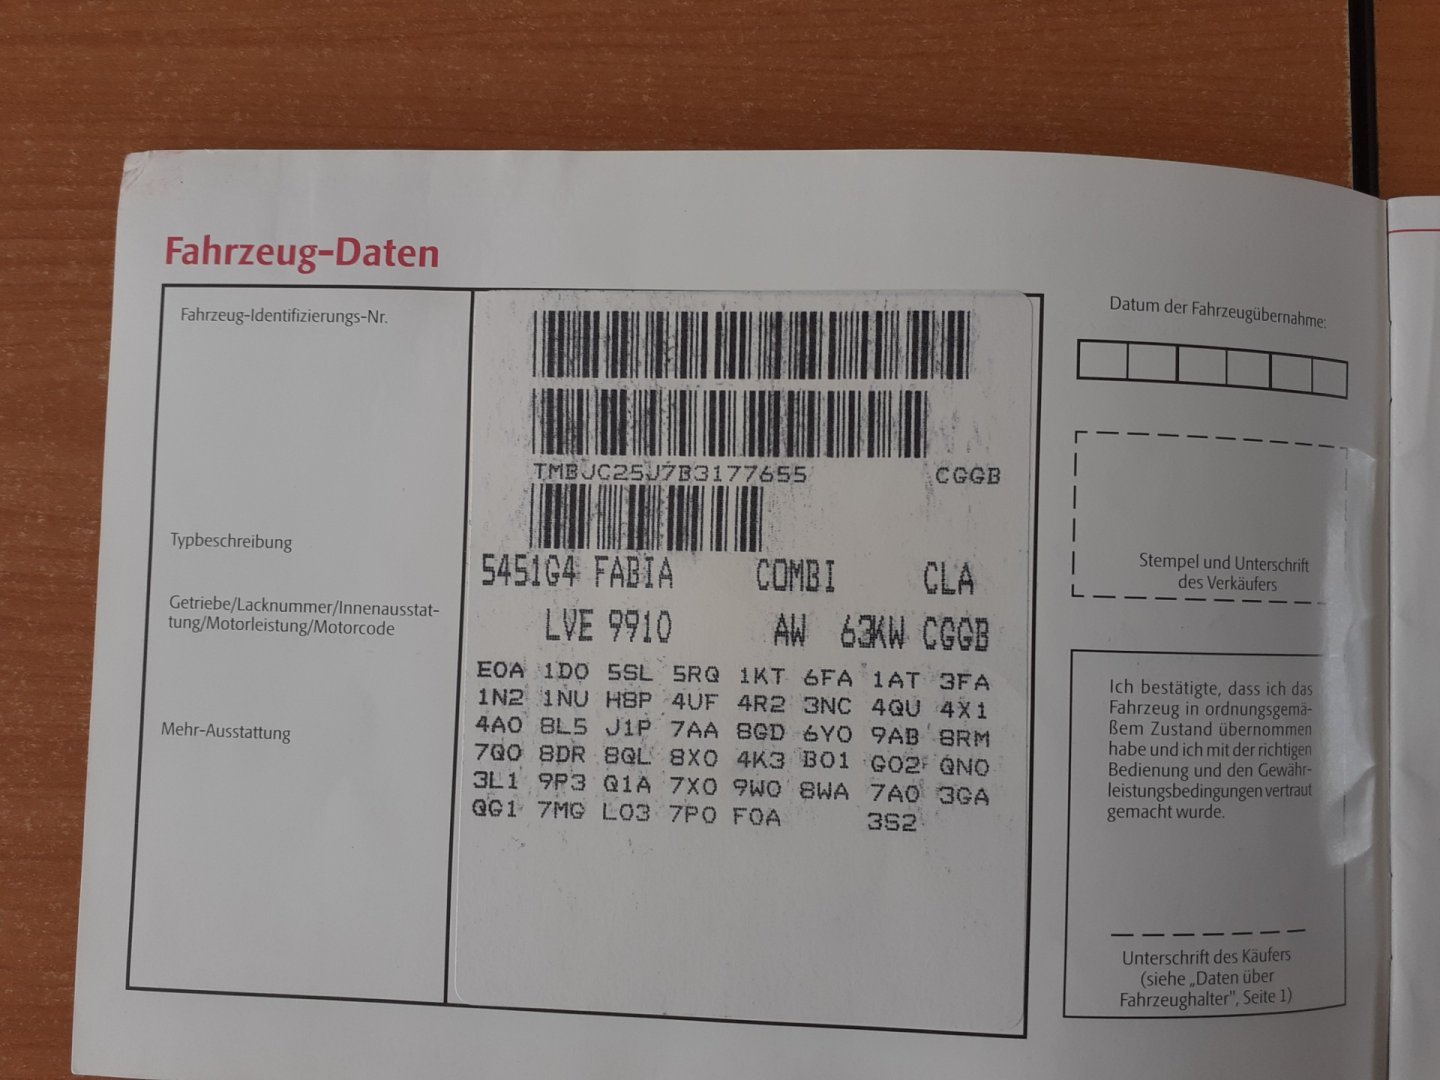 Fahrzeug-Daten
Fahrzeug-Identifizierungs-Nr.
TMBJC25J7B3177655 CGGB
Typbeschreibung
5451G4 FABIA COMBI CLA
Getriebe/Lacknummer/Innenausstat-
tung/Motorleistung/Motorcode
LVE 9910 AW 63KW CGGB
Mehr-Ausstattung
E0A 1D0 5SL 5RQ 1KT 6FA 1AT 3FA
1N2 1NU H8P 4UF 4R2 3NC 4QU 4X1
4A0 8L5 J1P 7AA 8GD 6Y0 9AB 8RM
7Q0 8DR 8QL 8X0 4K3 B01 G02 QN0
3L1 9P3 Q1A 7X0 9W0 8WA 7A0 3GA
QG1 7MG L03 7P0 F0A 3S2
Datum der Fahrzeugübernahme:
Stempel und Unterschrift
des Verkäufers
Ich bestätigte, dass ich das
Fahrzeug in ordnungsgemä-
ßem Zustand übernommen
habe und ich mit der richtigen
Bedienung und den Gewähr-
leistungsbedingungen vertraut
gemacht wurde.
Unterschrift des Käufers
(siehe „Daten über
Fahrzeughalter", Seite 1)